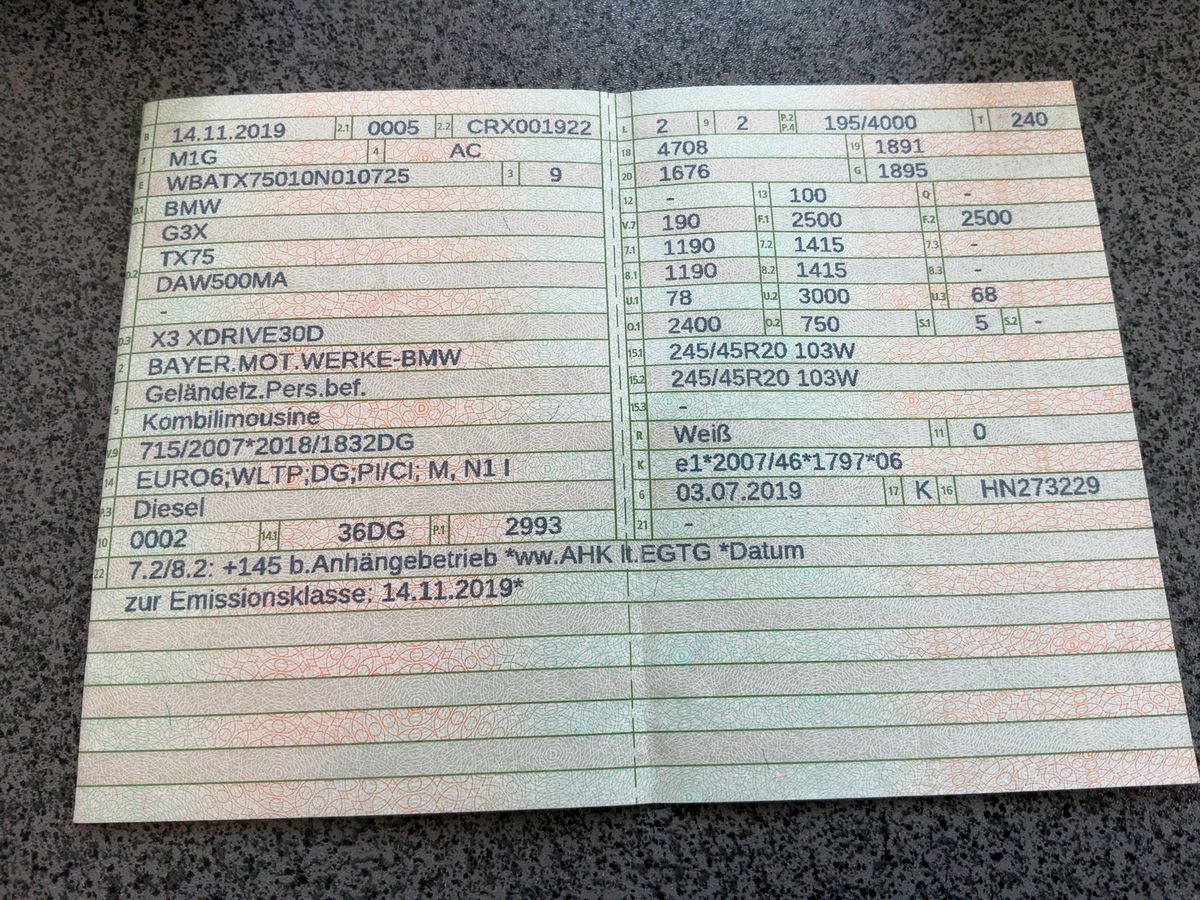 B 14.11.2019 2.1 0005 2.2 CRX001922
J M1G 4 AC
E WBATX75010N010725 3 9
D.1 BMW
G3X
TX75
D.2 DAW500MA
-
D.3 X3 XDRIVE30D
2 BAYER.MOT.WERKE-BMW
Geländefz.Pers.bef.
5 Kombilimousine
V.9 715/2007*2018/1832DG
14 EURO6;WLTP;DG;PI/CI; M, N1 I
P.3 Diesel
10 0002 14.1 36DG P.1 2993
L 2 9 2 P.2 P.4 195/4000 T 240
18 4708 19 1891
20 1676 G 1895
12 - 13 100 Q -
V.7 190 F.1 2500 F.2 2500
7.1 1190 7.2 1415 7.3 -
8.1 1190 8.2 1415 8.3 -
U.1 78 U.2 3000 U.3 68
O.1 2400 O.2 750 S.1 5 S.2 -
15.1 245/45R20 103W
15.2 245/45R20 103W
15.3 -
R Weiß 11 0
K e1*2007/46*1797*06
6 03.07.2019 17 K 16 HN273229
21 -
22 7.2/8.2: +145 b.Anhängebetrieb *ww.AHK lt.EGTG *Datum
zur Emissionsklasse: 14.11.2019*